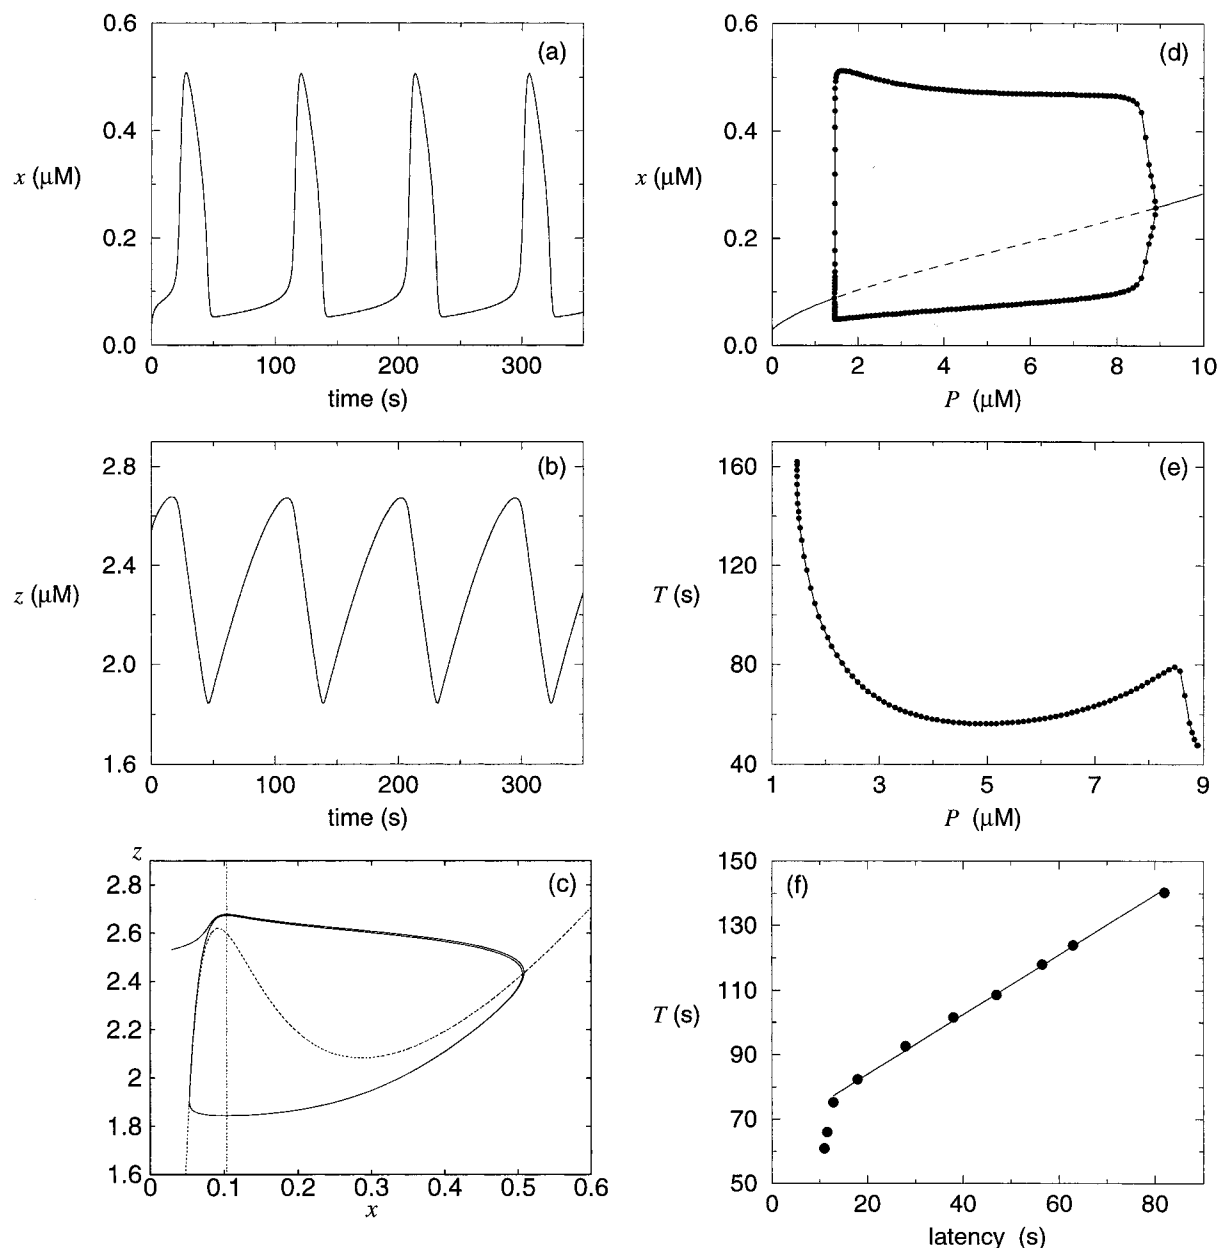 0.6
(a)
0.4
x (μM)
0.2
0.0
0 100 200 300
time (s)
0.6
(d)
0.4
x (μM)
0.2
0.0
0 2 4 6 8 10
P (μM)
2.8
(b)
2.4
z (μM)
2.0
1.6
0 100 200 300
time (s)
160
(e)
120
T (s)
80
40
1 3 5 7 9
P (μM)
z
2.8
(c)
2.6
2.4
2.2
2
1.8
1.6
0 0.1 0.2 0.3 0.4 0.5 0.6
x
150
(f)
130
110
T (s)
90
70
50
0 20 40 60 80
latency (s)